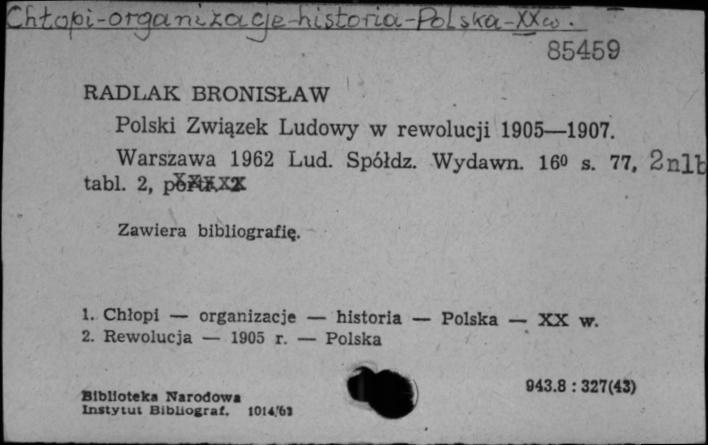 Chłopi-organizacje-historia-Polska-XX w.
85459
RADLAK BRONISŁAW
Polski Związek Ludowy w rewolucji 1905—1907.
Warszawa 1962 Lud. Spółdz. Wydawn. 16⁰ s. 77, 2nlb
tabl. 2,
Zawiera bibliografię.
1. Chłopi — organizacje — historia — Polska — XX w.
2. Rewolucja — 1905 r. — Polska
943.8 : 327(43)
Biblioteka Narodowa
Instytut Bibliograf. 1014/63